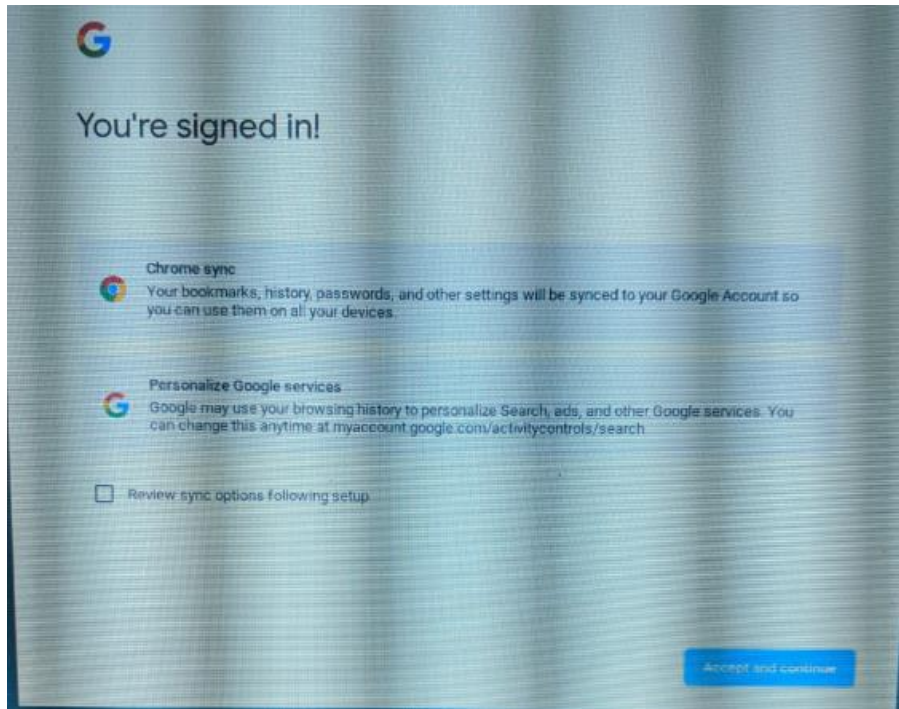 You're signed in!
Chrome sync
Your bookmarks, history, passwords, and other settings will be synced to your Google Account so
you can use them on all your devices.
Personalize Google services
Google may use your browsing history to personalize Search, ads, and other Google services. You
can change this anytime at myaccount.google.com/activitycontrols/search
Review sync options following setup
Accept and continue